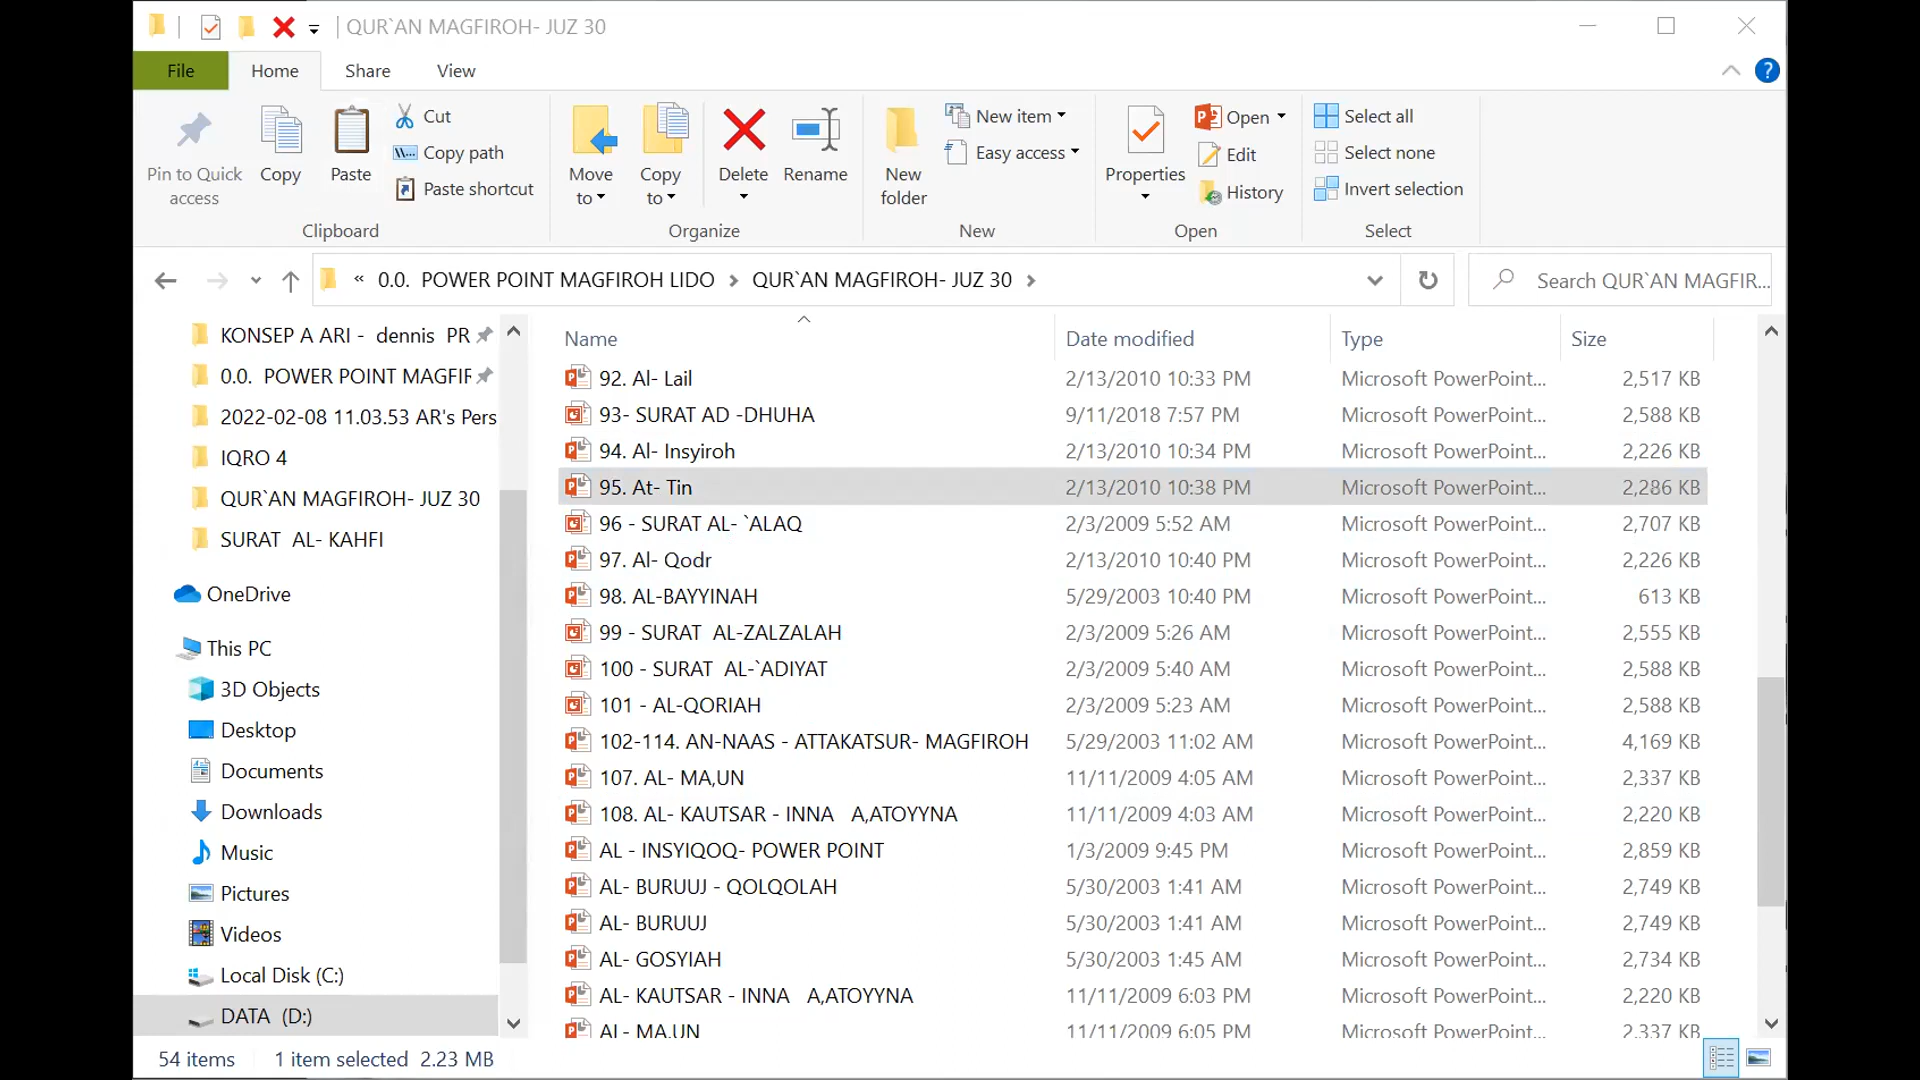 QUR`AN MAGFIROH- JUZ 30
File Home Share View
Pin to Quick access
Copy
Paste
Cut
Copy path
Paste shortcut
Clipboard
Move to
Copy to
Delete
Rename
Organize
New folder
New item
Easy access
New
Properties
Open
Edit
History
Open
Select all
Select none
Invert selection
Select
« 0.0. POWER POINT MAGFIROH LIDO › QUR`AN MAGFIROH- JUZ 30 ›
Search QUR`AN MAGFIR...
KONSEP A ARI - dennis PR
0.0. POWER POINT MAGFIR
2022-02-08 11.03.53 AR's Pers
IQRO 4
QUR`AN MAGFIROH- JUZ 30
SURAT AL- KAHFI
OneDrive
This PC
3D Objects
Desktop
Documents
Downloads
Music
Pictures
Videos
Local Disk (C:)
DATA (D:)
Name Date modified Type Size
92. Al- Lail 2/13/2010 10:33 PM Microsoft PowerPoint... 2,517 KB
93- SURAT AD -DHUHA 9/11/2018 7:57 PM Microsoft PowerPoint... 2,588 KB
94. Al- Insyiroh 2/13/2010 10:34 PM Microsoft PowerPoint... 2,226 KB
95. At- Tin 2/13/2010 10:38 PM Microsoft PowerPoint... 2,286 KB
96 - SURAT AL- `ALAQ 2/3/2009 5:52 AM Microsoft PowerPoint... 2,707 KB
97. Al- Qodr 2/13/2010 10:40 PM Microsoft PowerPoint... 2,226 KB
98. AL-BAYYINAH 5/29/2003 10:40 PM Microsoft PowerPoint... 613 KB
99 - SURAT AL-ZALZALAH 2/3/2009 5:26 AM Microsoft PowerPoint... 2,555 KB
100 - SURAT AL-`ADIYAT 2/3/2009 5:40 AM Microsoft PowerPoint... 2,588 KB
101 - AL-QORIAH 2/3/2009 5:23 AM Microsoft PowerPoint... 2,588 KB
102-114. AN-NAAS - ATTAKATSUR- MAGFIROH 5/29/2003 11:02 AM Microsoft PowerPoint... 4,169 KB
107. AL- MA,UN 11/11/2009 4:05 AM Microsoft PowerPoint... 2,337 KB
108. AL- KAUTSAR - INNA A,ATOYYNA 11/11/2009 4:03 AM Microsoft PowerPoint... 2,220 KB
AL - INSYIQOQ- POWER POINT 1/3/2009 9:45 PM Microsoft PowerPoint... 2,859 KB
AL- BURUUJ - QOLQOLAH 5/30/2003 1:41 AM Microsoft PowerPoint... 2,749 KB
AL- BURUUJ 5/30/2003 1:41 AM Microsoft PowerPoint... 2,749 KB
AL- GOSYIAH 5/30/2003 1:45 AM Microsoft PowerPoint... 2,734 KB
AL- KAUTSAR - INNA A,ATOYYNA 11/11/2009 6:03 PM Microsoft PowerPoint... 2,220 KB
AL- MA,UN 11/11/2009 6:05 PM Microsoft PowerPoint... 2,337 KB
54 items 1 item selected 2.23 MB